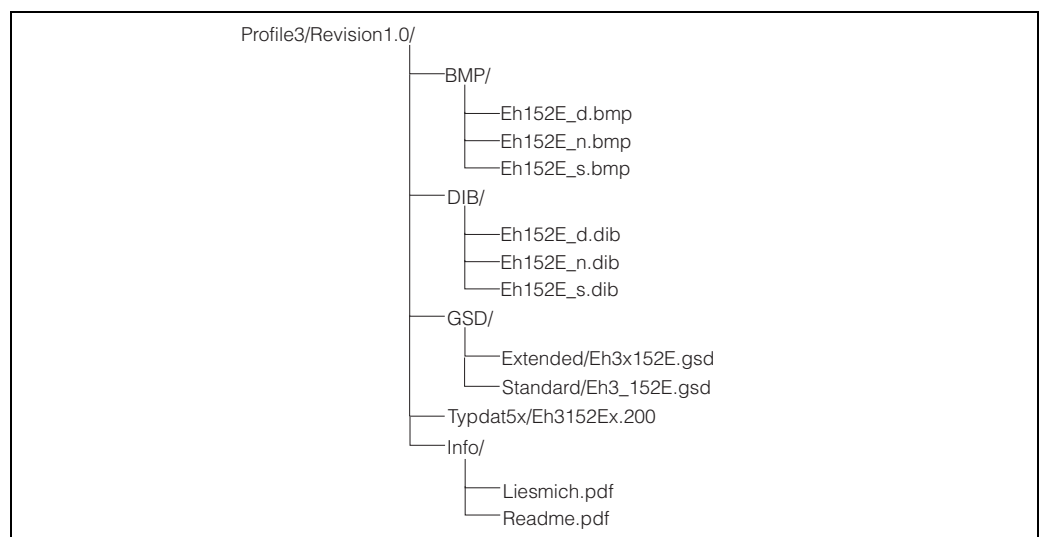 Profile3/Revision1.0/
BMP/
Eh152E_d.bmp
Eh152E_n.bmp
Eh152E_s.bmp
DIB/
Eh152E_d.dib
Eh152E_n.dib
Eh152E_s.dib
GSD/
Extended/Eh3x152E.gsd
Standard/Eh3_152E.gsd
Typdat5x/Eh3152Ex.200
Info/
Liesmich.pdf
Readme.pdf